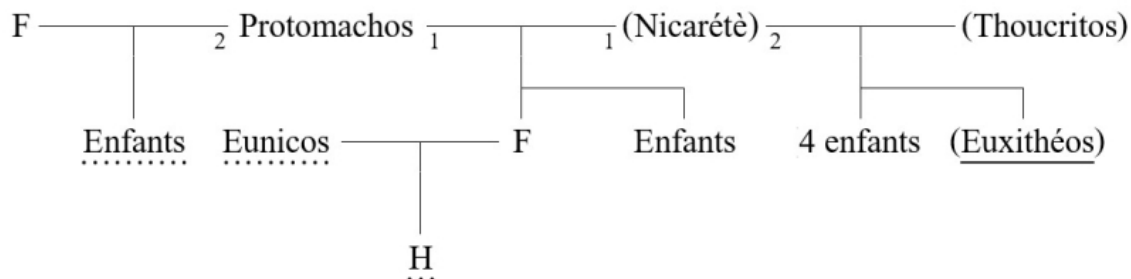 F 2 Protomachos 1 1 (Nicarétè) 2 (Thoucritos)
Enfants Eunicos F Enfants 4 enfants (Euxithéos)
H